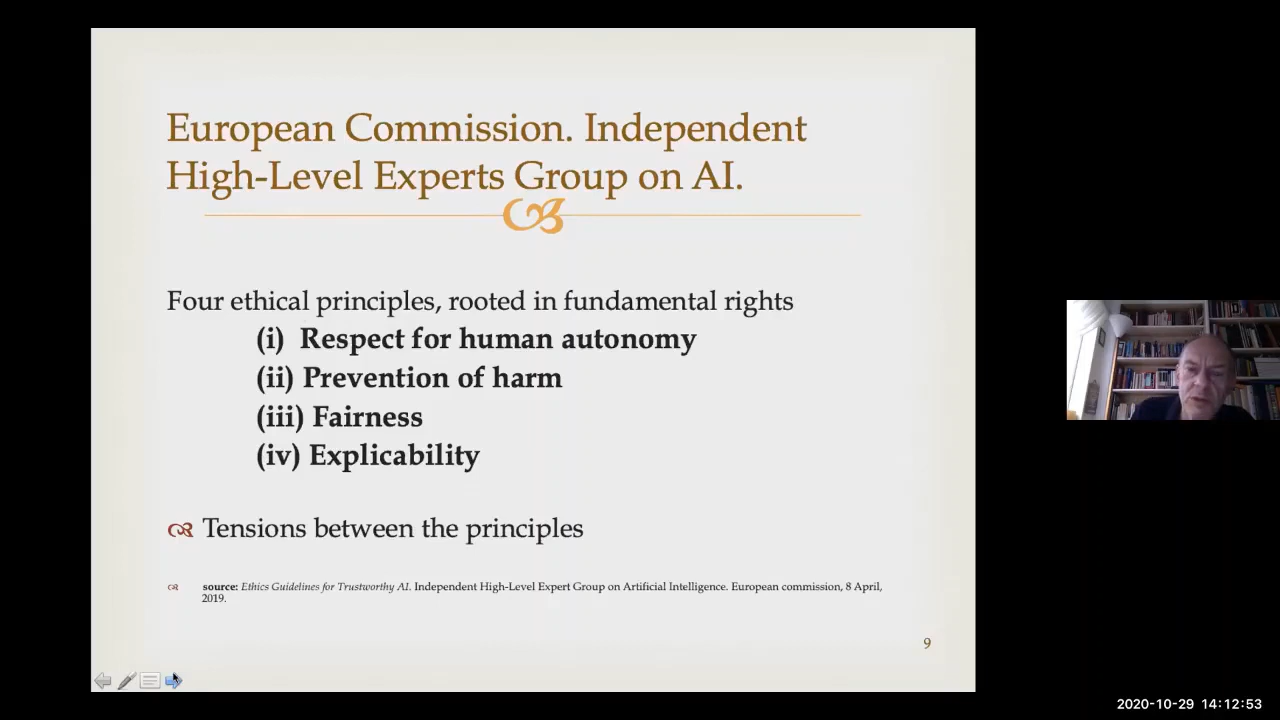 European Commission. Independent
High-Level Experts Group on AI.
Four ethical principles, rooted in fundamental rights
(i) Respect for human autonomy
(ii) Prevention of harm
(iii) Fairness
(iv) Explicability
Tensions between the principles
source: Ethics Guidelines for Trustworthy AI. Independent High-Level Expert Group on Artificial Intelligence. European commission, 8 April,
2019.
9
2020-10-29 14:12:53